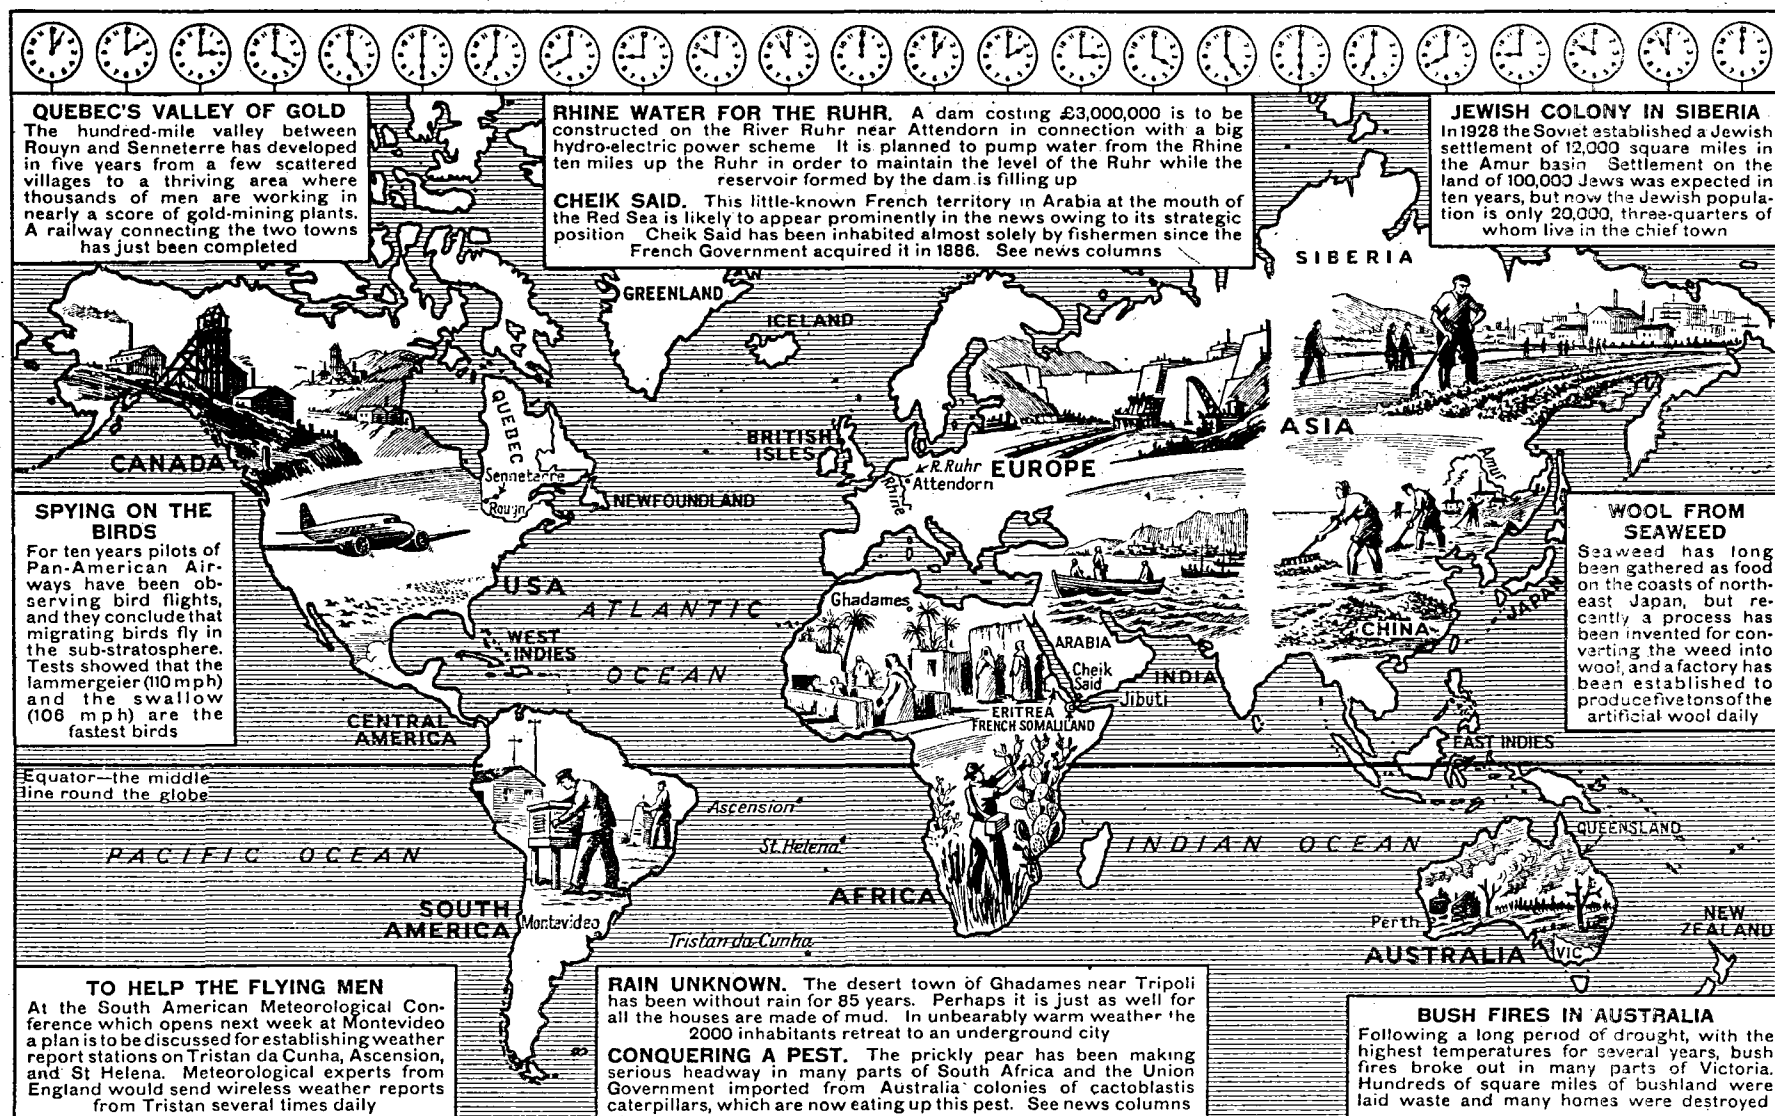 QUEBEC'S VALLEY OF GOLD
The hundred-mile valley between
Rouyn and Senneterre has developed
in five years from a few scattered
villages to a thriving area where
thousands of men are working in
nearly a score of gold-mining plants.
A railway connecting the two towns
has just been completed
RHINE WATER FOR THE RUHR. A dam costing £3,000,000 is to be
constructed on the River Ruhr near Attendorn in connection with a big
hydro-electric power scheme It is planned to pump water from the Rhine
ten miles up the Ruhr in order to maintain the level of the Ruhr while the
reservoir formed by the dam is filling up
CHEIK SAID. This little-known French territory in Arabia at the mouth of
the Red Sea is likely to appear prominently in the news owing to its strategic
position Cheik Said has been inhabited almost solely by fishermen since the
French Government acquired it in 1886. See news columns
JEWISH COLONY IN SIBERIA
In 1928 the Soviet established a Jewish
settlement of 12,000 square miles in
the Amur basin Settlement on the
land of 100,000 Jews was expected in
ten years, but now the Jewish popula-
tion is only 20,000, three-quarters of
whom live in the chief town
SIBERIA
GREENLAND
ICELAND
QUEBEC
BRITISH
ISLES
ASIA
CANADA
Senneterre
Rouyn
NEWFOUNDLAND
R. Ruhr
Attendorn
Rhine
EUROPE
Amur
SPYING ON THE
BIRDS
For ten years pilots of
Pan-American Air-
ways have been ob-
serving bird flights,
and they conclude that
migrating birds fly in
the sub-stratosphere.
Tests showed that the
lammergeier (110 mph)
and the swallow
(106 mph) are the
fastest birds
WOOL FROM
SEAWEED
Seaweed has long
been gathered as food
on the coasts of north-
east Japan, but re-
cently a process has
been invented for con-
verting the weed into
wool, and a factory has
been established to
produce five tons of the
artificial wool daily
USA
ATLANTIC
OCEAN
WEST
INDIES
Ghadames
ARABIA
Cheik
Said
Jibuti
INDIA
CHINA
JAPAN
ERITREA
FRENCH SOMALILAND
CENTRAL
AMERICA
EAST INDIES
Equator—the middle
line round the globe
Ascension
St. Helena
PACIFIC OCEAN
INDIAN OCEAN
QUEENSLAND
AFRICA
SOUTH
AMERICA
Montevideo
Tristan da Cunha
Perth
AUSTRALIA
VIC
NEW
ZEALAND
TO HELP THE FLYING MEN
At the South American Meteorological Con-
ference which opens next week at Montevideo
a plan is to be discussed for establishing weather
report stations on Tristan da Cunha, Ascension,
and St Helena. Meteorological experts from
England would send wireless weather reports
from Tristan several times daily
RAIN UNKNOWN. The desert town of Ghadames near Tripoli
has been without rain for 85 years. Perhaps it is just as well for
all the houses are made of mud. In unbearably warm weather the
2000 inhabitants retreat to an underground city
CONQUERING A PEST. The prickly pear has been making
serious headway in many parts of South Africa and the Union
Government imported from Australia colonies of cactoblastis
caterpillars, which are now eating up this pest. See news columns
BUSH FIRES IN AUSTRALIA
Following a long period of drought, with the
highest temperatures for several years, bush
fires broke out in many parts of Victoria.
Hundreds of square miles of bushland were
laid waste and many homes were destroyed